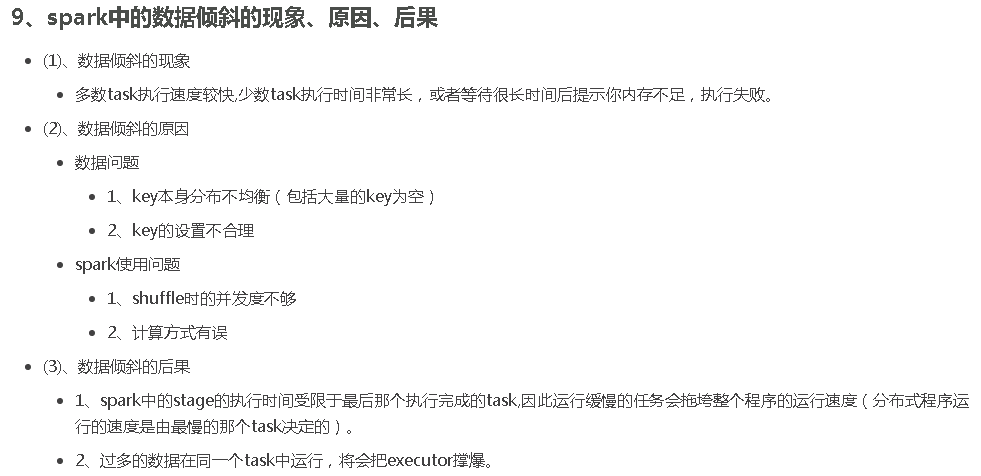 9、spark中的数据倾斜的现象、原因、后果
(1)、数据倾斜的现象
多数task执行速度较快,少数task执行时间非常长，或者等待很长时间后提示你内存不足，执行失败。
(2)、数据倾斜的原因
数据问题
1、key本身分布不均衡（包括大量的key为空）
2、key的设置不合理
spark使用问题
1、shuffle时的并发度不够
2、计算方式有误
(3)、数据倾斜的后果
1、spark中的stage的执行时间受限于最后那个执行完成的task,因此运行缓慢的任务会拖垮整个程序的运行速度（分布式程序运
行的速度是由最慢的那个task决定的）。
2、过多的数据在同一个task中运行，将会把executor撑爆。